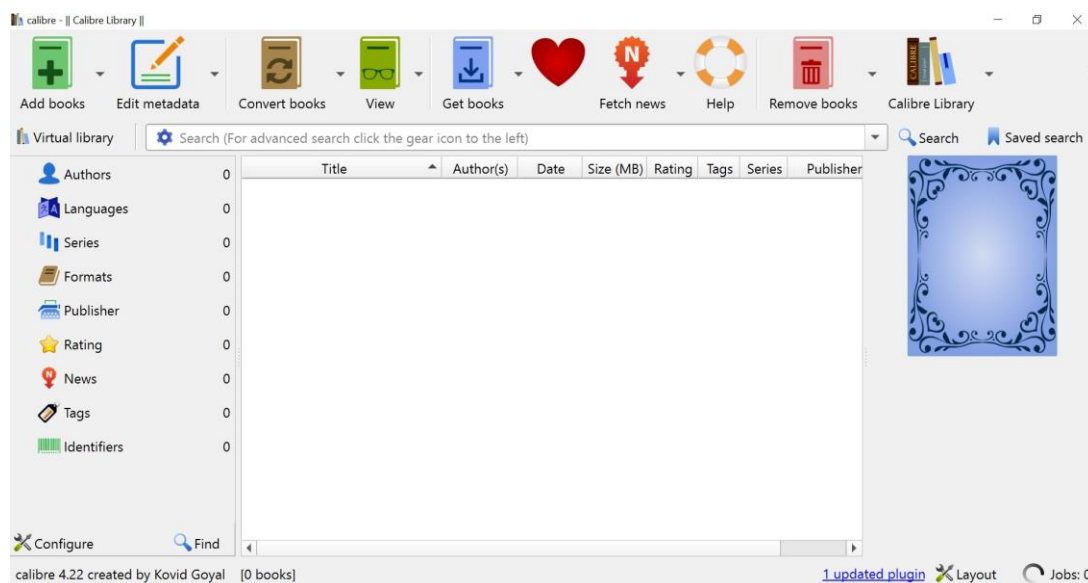 calibre - || Calibre Library ||
Add books Edit metadata Convert books View Get books Fetch news Help Remove books Calibre Library
Virtual library Search (For advanced search click the gear icon to the left) Search Saved search
Title Author(s) Date Size (MB) Rating Tags Series Publisher
Authors 0
Languages 0
Series 0
Formats 0
Publisher 0
Rating 0
News 0
Tags 0
Identifiers 0
Configure Find
calibre 4.22 created by Kovid Goyal [0 books] 1 updated plugin Layout Jobs: